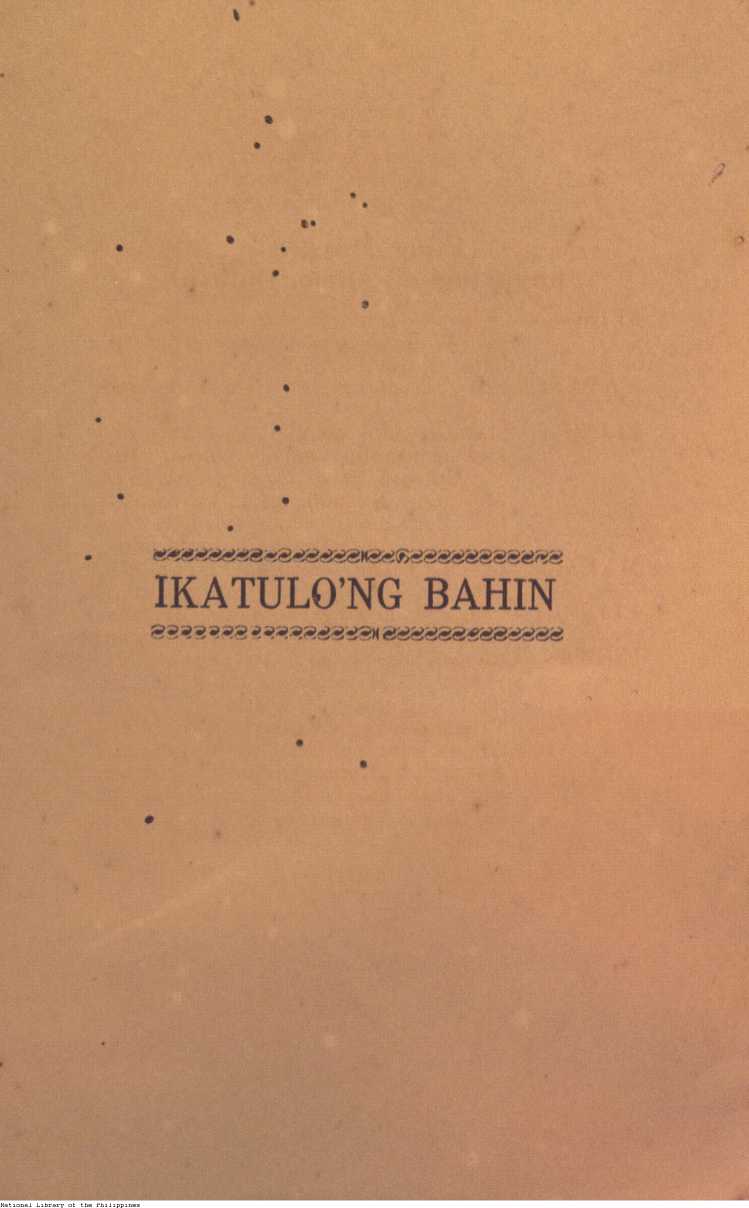 IKATULO'NG BAHIN
National Library of the Philippines